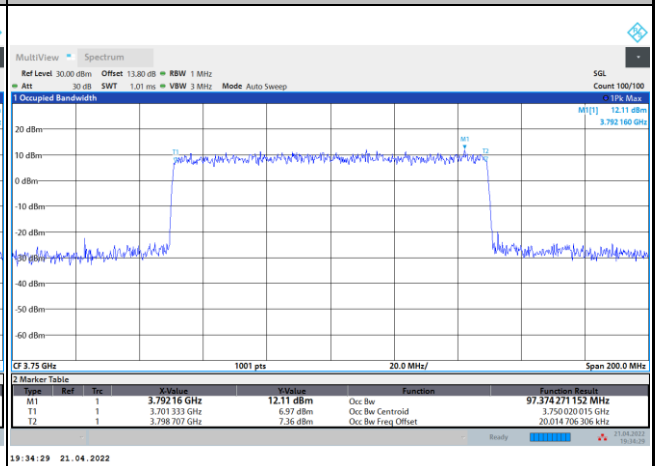 MultiView Spectrum
Ref Level 30.00 dBm Offset 13.80 dB RBW 1 MHz SGL
Att 30 dB SWT 1.01 ms VBW 3 MHz Mode Auto Sweep Count 100/100
1 Occupied Bandwidth 1Pk Max
M1[1] 12.11 dBm
3.792 160 GHz
20 dBm
M1
T1 T2
10 dBm
0 dBm
-10 dBm
-20 dBm
-30 dBm
-40 dBm
-50 dBm
-60 dBm
CF 3.75 GHz 1001 pts 20.0 MHz/ Span 200.0 MHz
2 Marker Table
Type Ref Trc X-Value Y-Value Function Function Result
M1 1 3.792 16 GHz 12.11 dBm Occ Bw 97.374 271 152 MHz
T1 1 3.701 333 GHz 6.97 dBm Occ Bw Centroid 3.750 020 015 GHz
T2 1 3.798 707 GHz 7.36 dBm Occ Bw Freq Offset 20.014 706 306 kHz
Ready 21.04.2022
19:34:29
19:34:29 21.04.2022